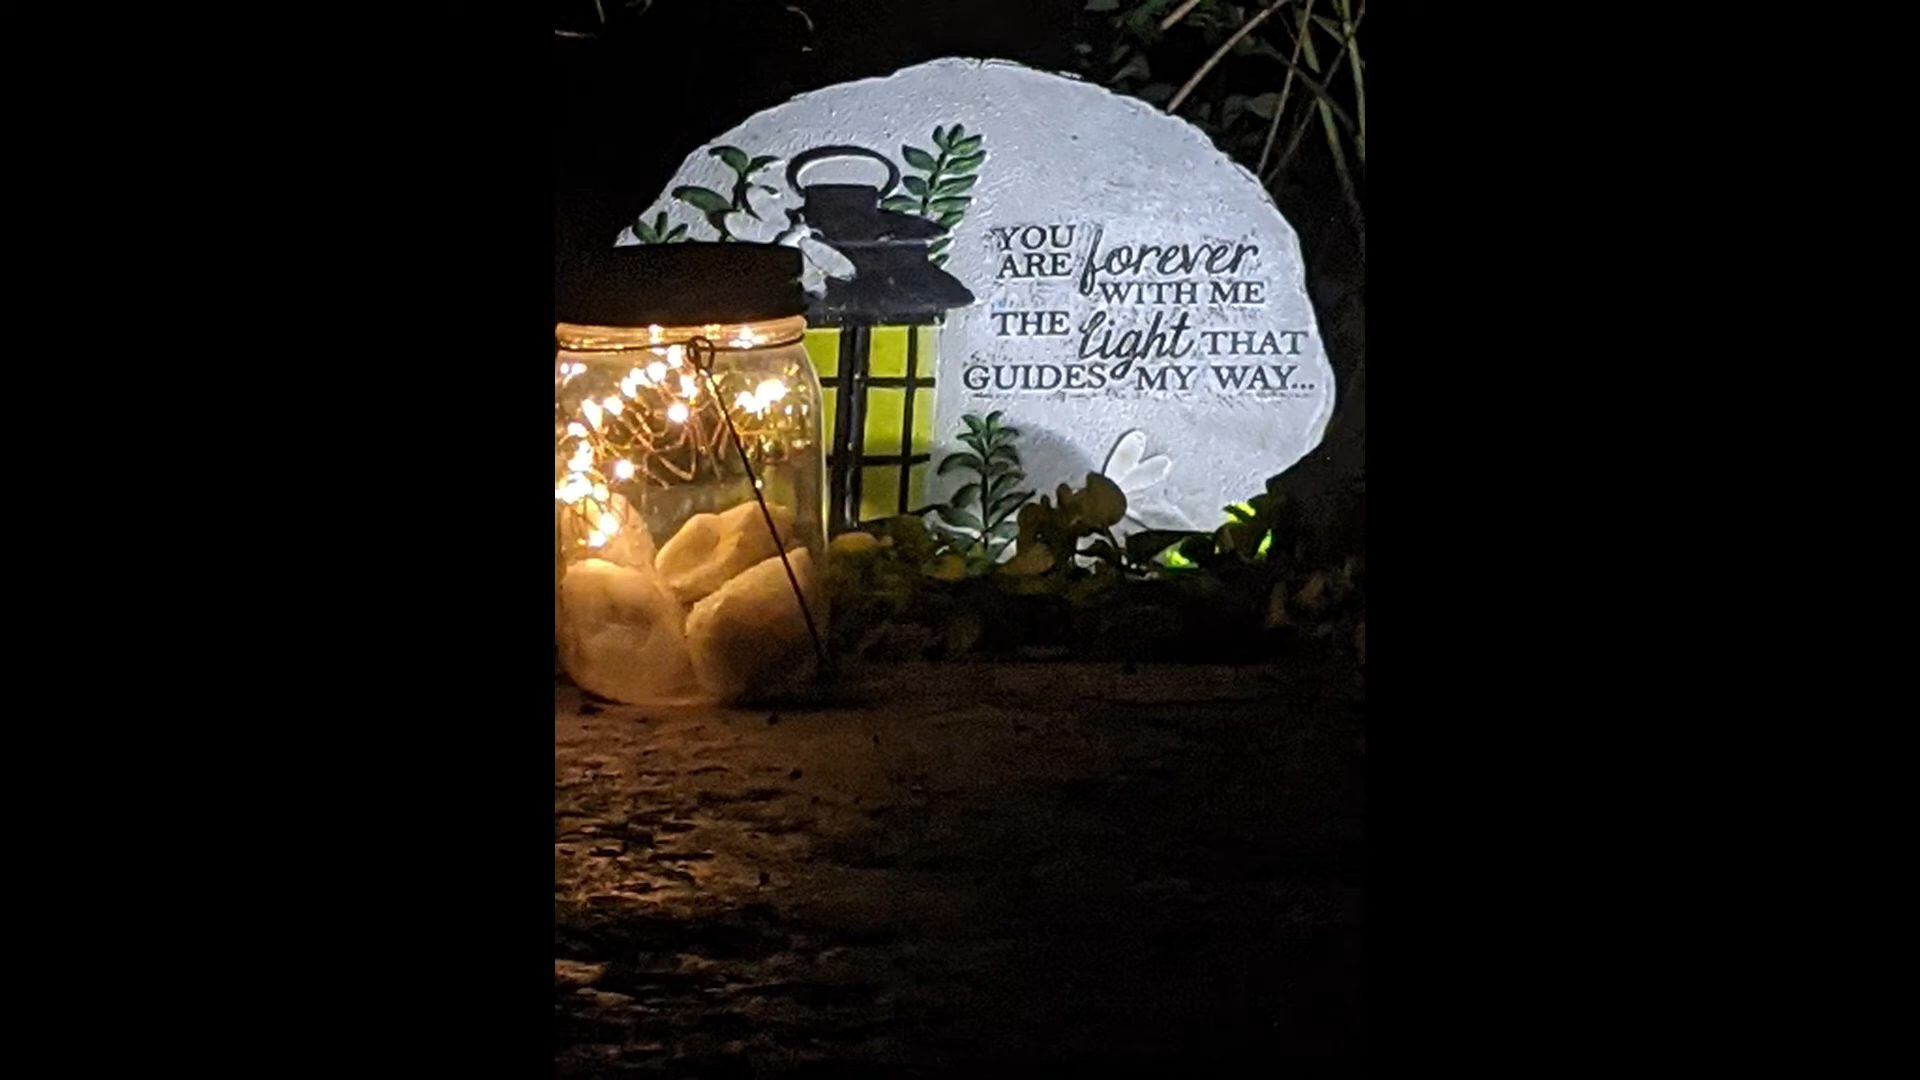 YOU
ARE forever
WITH ME
THE light THAT
GUIDES MY WAY...